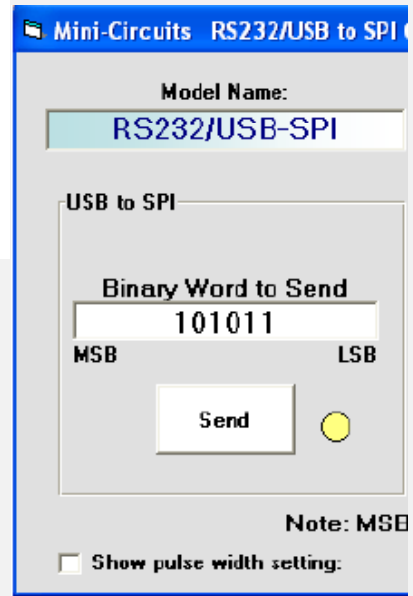 Mini-Circuits RS232/USB to SPI
Model Name:
RS232/USB-SPI
USB to SPI
Binary Word to Send
101011
MSB LSB
Send
Note: MSB
Show pulse width setting: